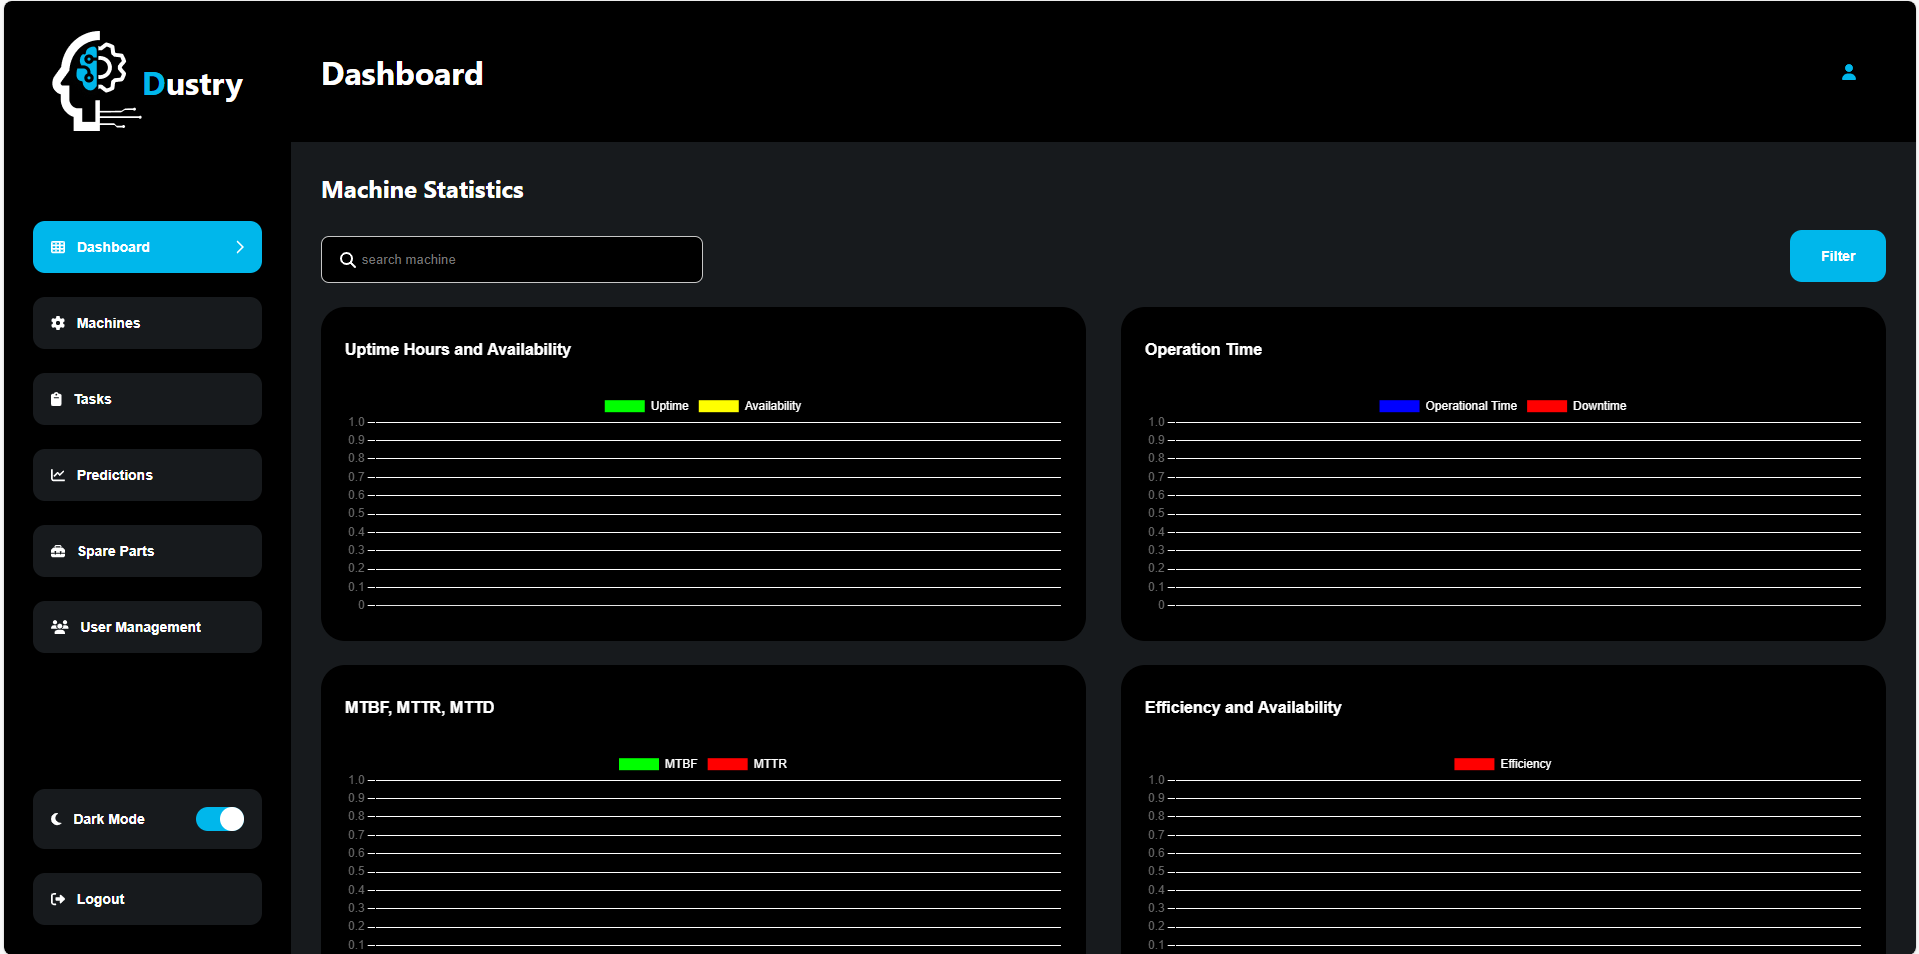 Dustry
Dashboard
Dashboard
Machines
Tasks
Predictions
Spare Parts
User Management
Dark Mode
Logout
Machine Statistics
search machine
Filter
Uptime Hours and Availability
Uptime Availability
1.0
0.9
0.8
0.7
0.6
0.5
0.4
0.3
0.2
0.1
0
Operation Time
Operational Time Downtime
1.0
0.9
0.8
0.7
0.6
0.5
0.4
0.3
0.2
0.1
0
MTBF, MTTR, MTTD
MTBF MTTR
1.0
0.9
0.8
0.7
0.6
0.5
0.4
0.3
0.2
0.1
Efficiency and Availability
Efficiency
1.0
0.9
0.8
0.7
0.6
0.5
0.4
0.3
0.2
0.1